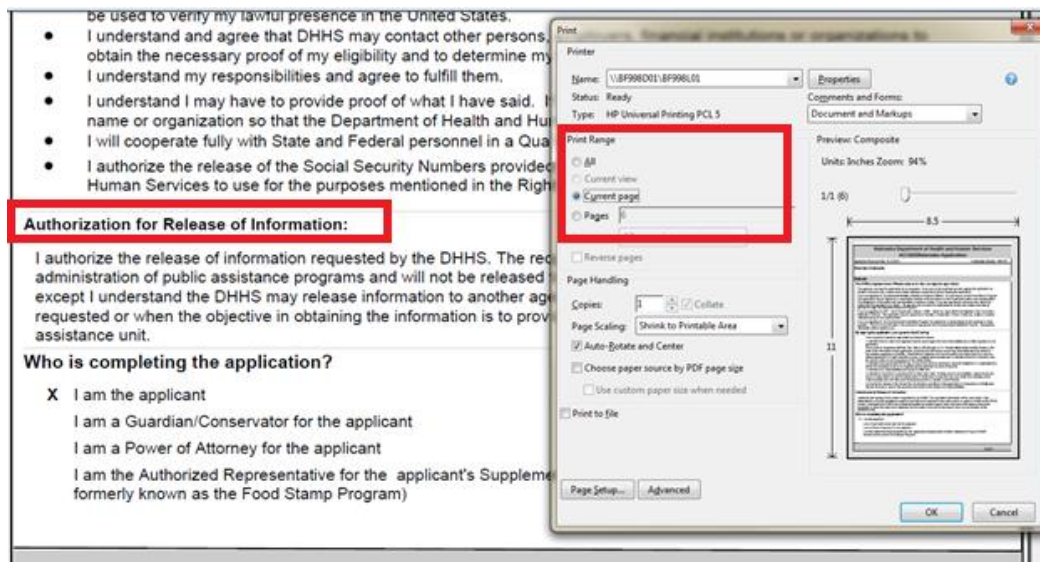 be used to verify my lawful presence in the United States.
• I understand and agree that DHHS may contact other persons, financial institutions or organizations to
obtain the necessary proof of my eligibility and to determine my
• I understand my responsibilities and agree to fulfill them.
• I understand I may have to provide proof of what I have said.
name or organization so that the Department of Health and Hu
• I will cooperate fully with State and Federal personnel in a Qua
• I authorize the release of the Social Security Numbers provided
Human Services to use for the purposes mentioned in the Righ
Authorization for Release of Information:
I authorize the release of information requested by the DHHS. The rec
administration of public assistance programs and will not be released
except I understand the DHHS may release information to another age
requested or when the objective in obtaining the information is to prov
assistance unit.
Who is completing the application?
X I am the applicant
I am a Guardian/Conservator for the applicant
I am a Power of Attorney for the applicant
I am the Authorized Representative for the applicant's Suppleme
formerly known as the Food Stamp Program)
Print
Printer
Name: \\BF998D01\BF998L01
Properties
Status: Ready
Comments and Forms:
Type: HP Universal Printing PCL 5
Document and Markups
Print Range
All
Current view
Current page
Pages 6
Reverse pages
Page Handling
Copies: 1
Collate
Page Scaling: Shrink to Printable Area
Auto-Rotate and Center
Choose paper source by PDF page size
Use custom paper size when needed
Print to file
Preview: Composite
Units: Inches Zoom: 94%
1/1 (6)
8.5
11
Page Setup...
Advanced
OK
Cancel